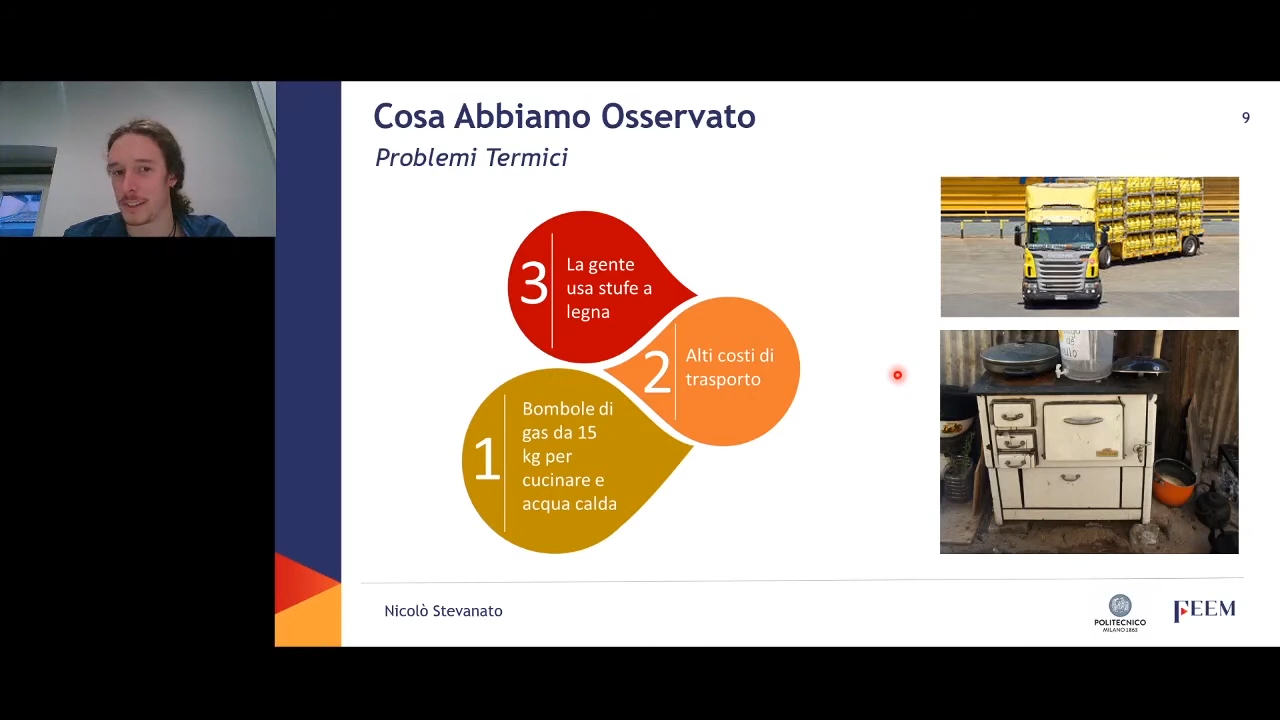 Cosa Abbiamo Osservato
9
Problemi Termici
3
La gente
usa stufe a
legna
2
Alti costi di
trasporto
1
Bombole di
gas da 15
kg per
cucinare e
acqua calda
Nicolò Stevanato
POLITECNICO
MILANO 1863
FEEM